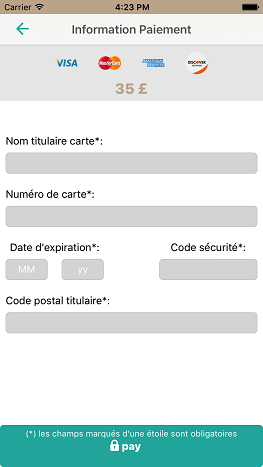 Carrier 4:23 PM
Information Paiement
VISA MasterCard AMERICAN EXPRESS DISCOVER
35 £
Nom titulaire carte*:
Numéro de carte*:
Date d'expiration*: Code sécurité*:
MM yy
Code postal titulaire*:
(*) les champs marqués d'une étoile sont obligatoires
pay